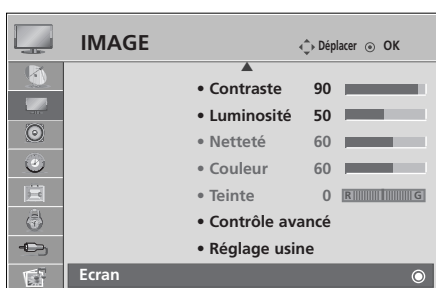 IMAGE Déplacer OK
• Contraste 90
• Luminosité 50
• Netteté 60
• Couleur 60
• Teinte 0 R G
• Contrôle avancé
• Réglage usine
Ecran